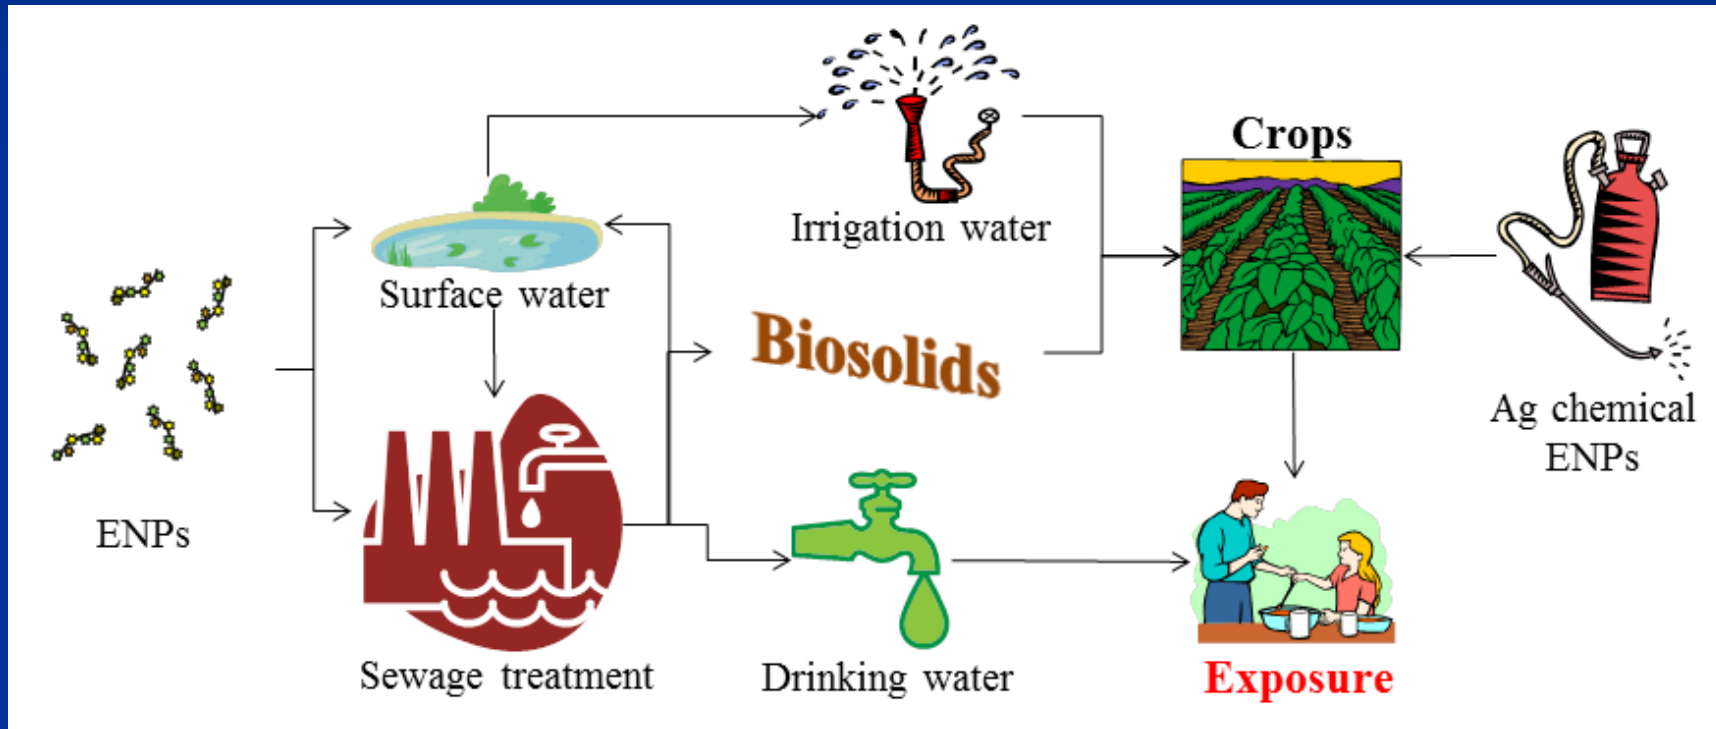 Crops
Irrigation water
Surface water
Biosolids
Ag chemical
ENPs
ENPs
Sewage treatment
Drinking water
Exposure